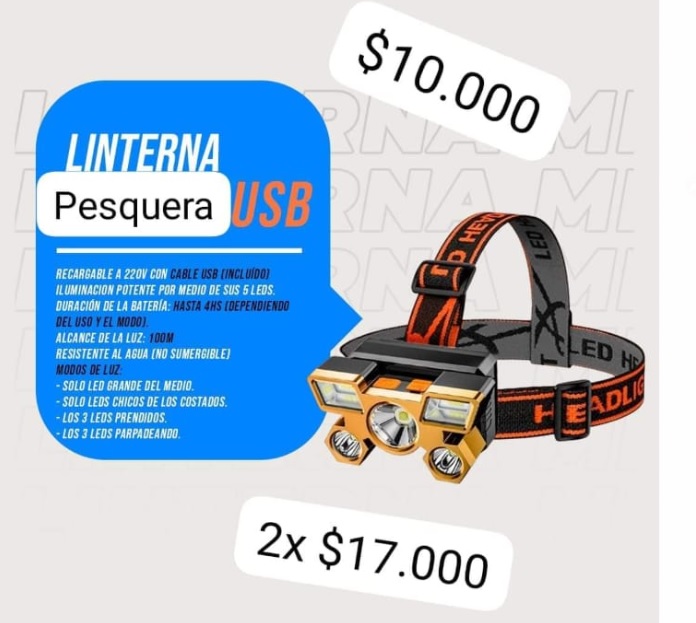 $10.000
LINTERNA
Pesquera USB
RECARGABLE A 220V CON CABLE USB (INCLUÍDO)
ILUMINACION POTENTE POR MEDIO DE SUS 5 LEDS.
DURACIÓN DE LA BATERÍA: HASTA 4HS (DEPENDIENDO
DEL USO Y EL MODO).
ALCANCE DE LA LUZ: 100M
RESISTENTE AL AGUA (NO SUMERGIBLE)
MODOS DE LUZ:
- SOLO LED GRANDE DEL MEDIO.
- SOLO LEDS CHICOS DE LOS COSTADOS.
- LOS 3 LEDS PRENDIDOS.
- LOS 3 LEDS PARPADEANDO.
LED HE
HEADLIG
2x $17.000